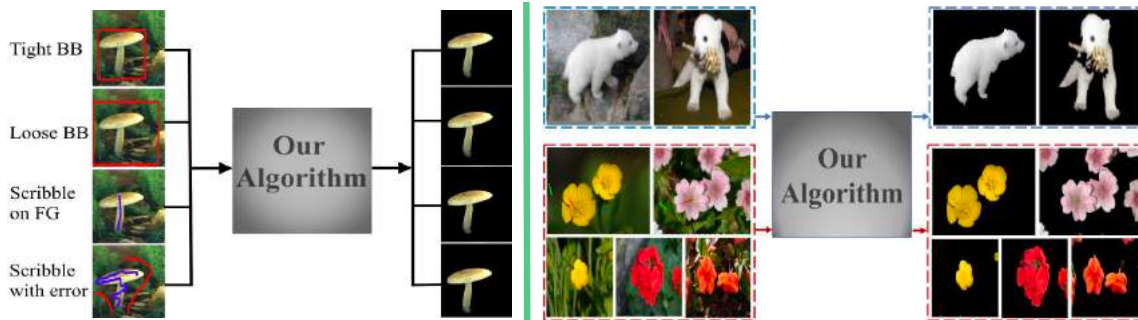 Tight BB
Loose BB
Scribble
on FG
Scribble
with error
Our
Algorithm
Our
Algorithm